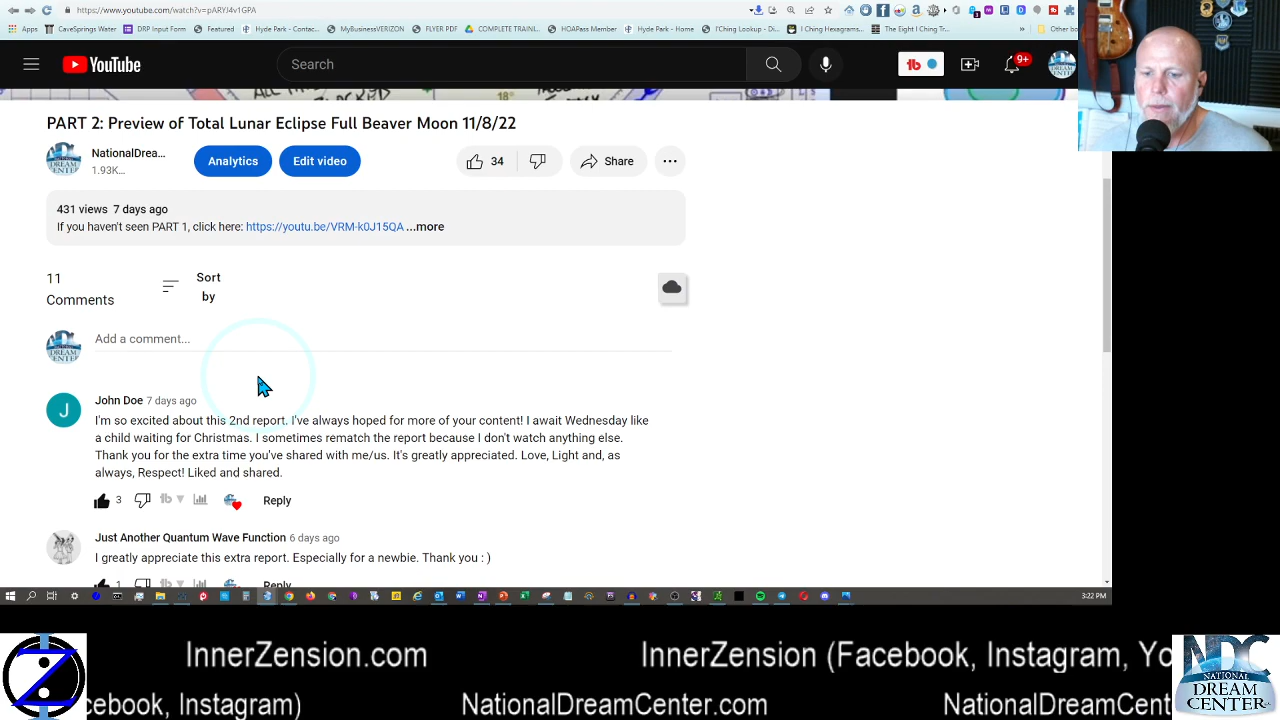 https://www.youtube.com/watch?v=pARYJ4v1GPA
Apps CaveSprings Water DRP Input Form Featured Hyde Park - Contac... MyBusinessVERIZON FLYER PDF COMPLETE TRAINI... HOAPass Member Hyde Park - Home I'Ching Lookup - Di... I Ching Hexagrams... The Eight I Ching Tr... » Other bo
YouTube
Search
9+
PART 2: Preview of Total Lunar Eclipse Full Beaver Moon 11/8/22
NationalDrea...
1.93K...
Analytics
Edit video
34
Share
431 views 7 days ago
If you haven't seen PART 1, click here: https://youtu.be/VRM-k0J15QA ...more
11
Comments
Sort
by
Add a comment...
John Doe 7 days ago
I'm so excited about this 2nd report. I've always hoped for more of your content! I await Wednesday like
a child waiting for Christmas. I sometimes rematch the report because I don't watch anything else.
Thank you for the extra time you've shared with me/us. It's greatly appreciated. Love, Light and, as
always, Respect! Liked and shared.
3
Reply
Just Another Quantum Wave Function 6 days ago
I greatly appreciate this extra report. Especially for a newbie. Thank you : )
1
Reply
3:22 PM
InnerZension.com InnerZension (Facebook, Instagram, Yo
cebook, Instagram) NationalDreamCenter.com NationalDreamCent
NDC
NATIONAL
DREAM
CENTER